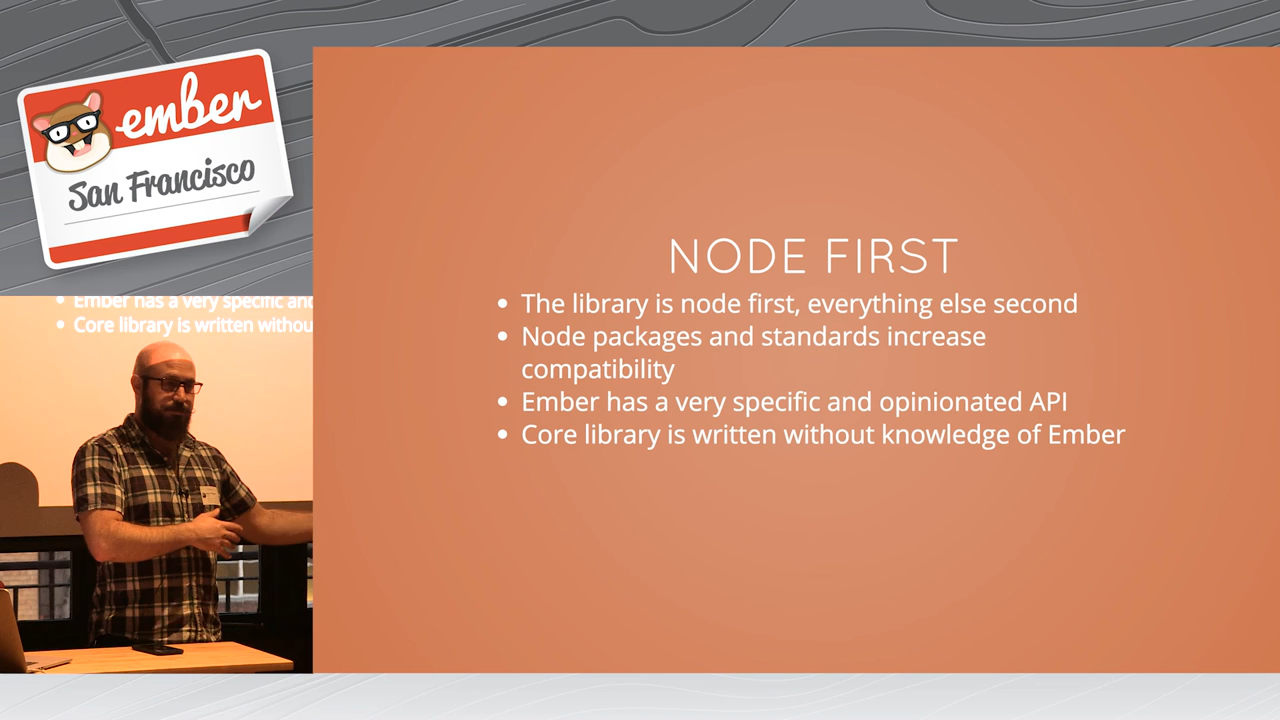 ember
San Francisco
Ember has a very specific and
Core library is written withou
NODE FIRST
• The library is node first, everything else second
• Node packages and standards increase
compatibility
• Ember has a very specific and opinionated API
• Core library is written without knowledge of Ember